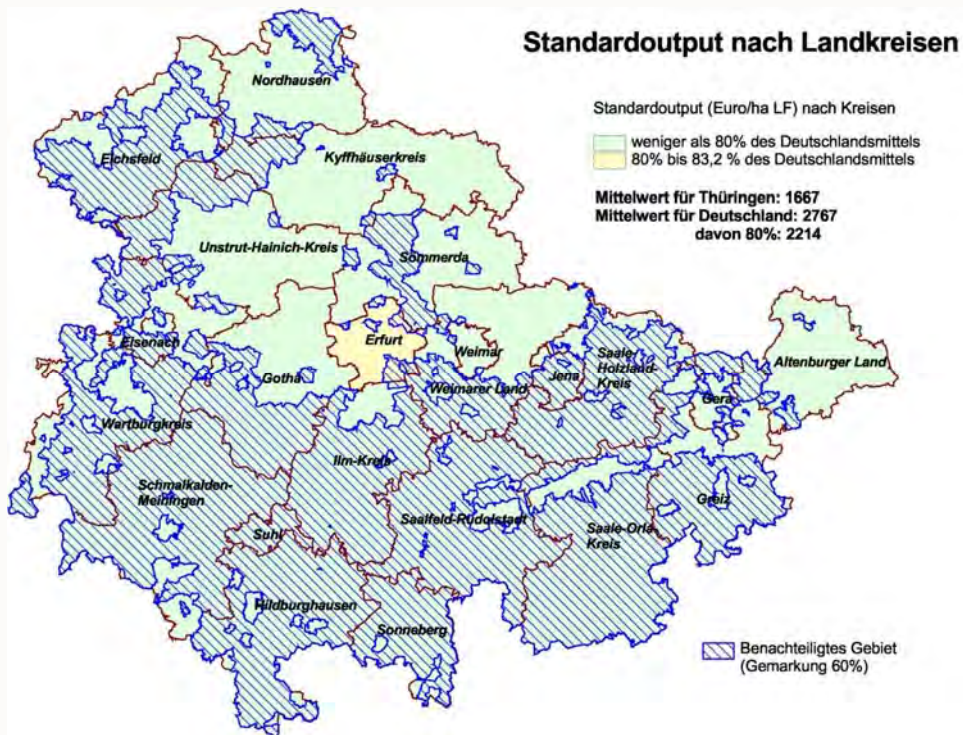 Standardoutput nach Landkreisen
Standardoutput (Euro/ha LF) nach Kreisen
weniger als 80% des Deutschlandsmittels
80% bis 83,2 % des Deutschlandsmittels
Mittelwert für Thüringen: 1667
Mittelwert für Deutschland: 2767
davon 80%: 2214
Nordhausen
Eichsfeld
Kyffhäuserkreis
Unstrut-Hainich-Kreis
Sömmerda
Eisenach
Gotha
Erfurt
Weimar
Weimarer Land
Jena
Saale-
Holzland-
Kreis
Gera
Altenburger Land
Wartburgkreis
Ilm-Kreis
Schmalkalden-
Meiningen
Suhl
Saalfeld-Rudolstadt
Saale-Orla-
Kreis
Greiz
Hildburghausen
Sonneberg
Benachteiligtes Gebiet
(Gemarkung 60%)